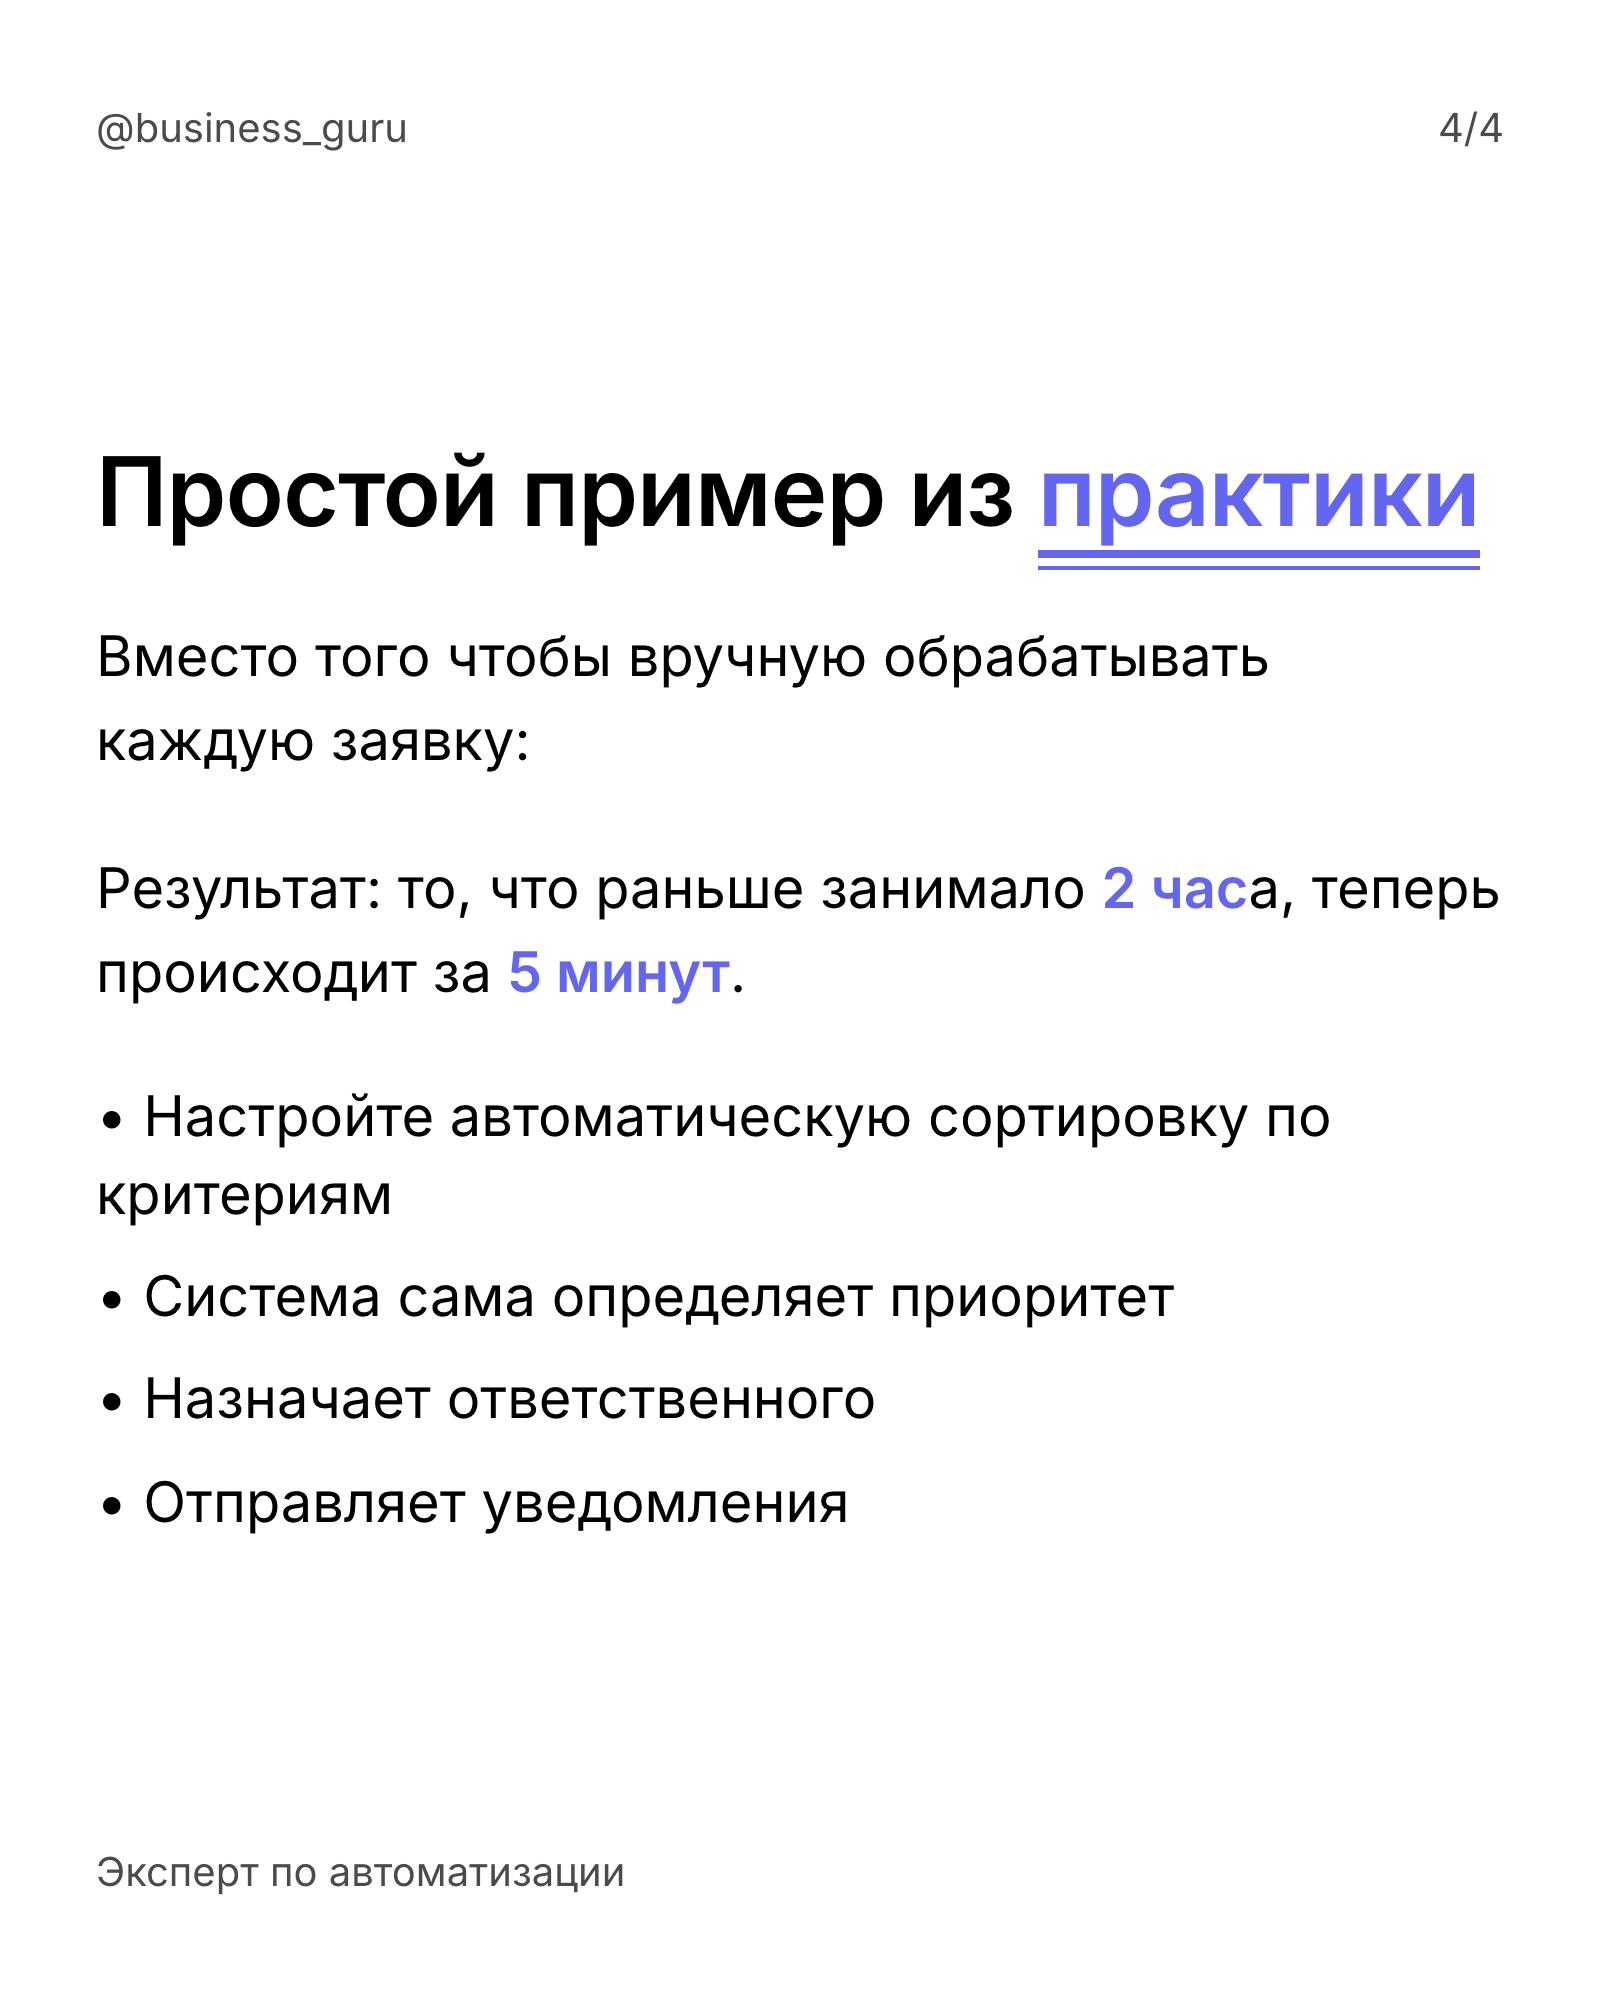 @business_guru 4/4
Простой пример из практики
Вместо того чтобы вручную обрабатывать
каждую заявку:
Результат: то, что раньше занимало 2 часа, теперь
происходит за 5 минут.
• Настройте автоматическую сортировку по
критериям
• Система сама определяет приоритет
• Назначает ответственного
• Отправляет уведомления
Эксперт по автоматизации